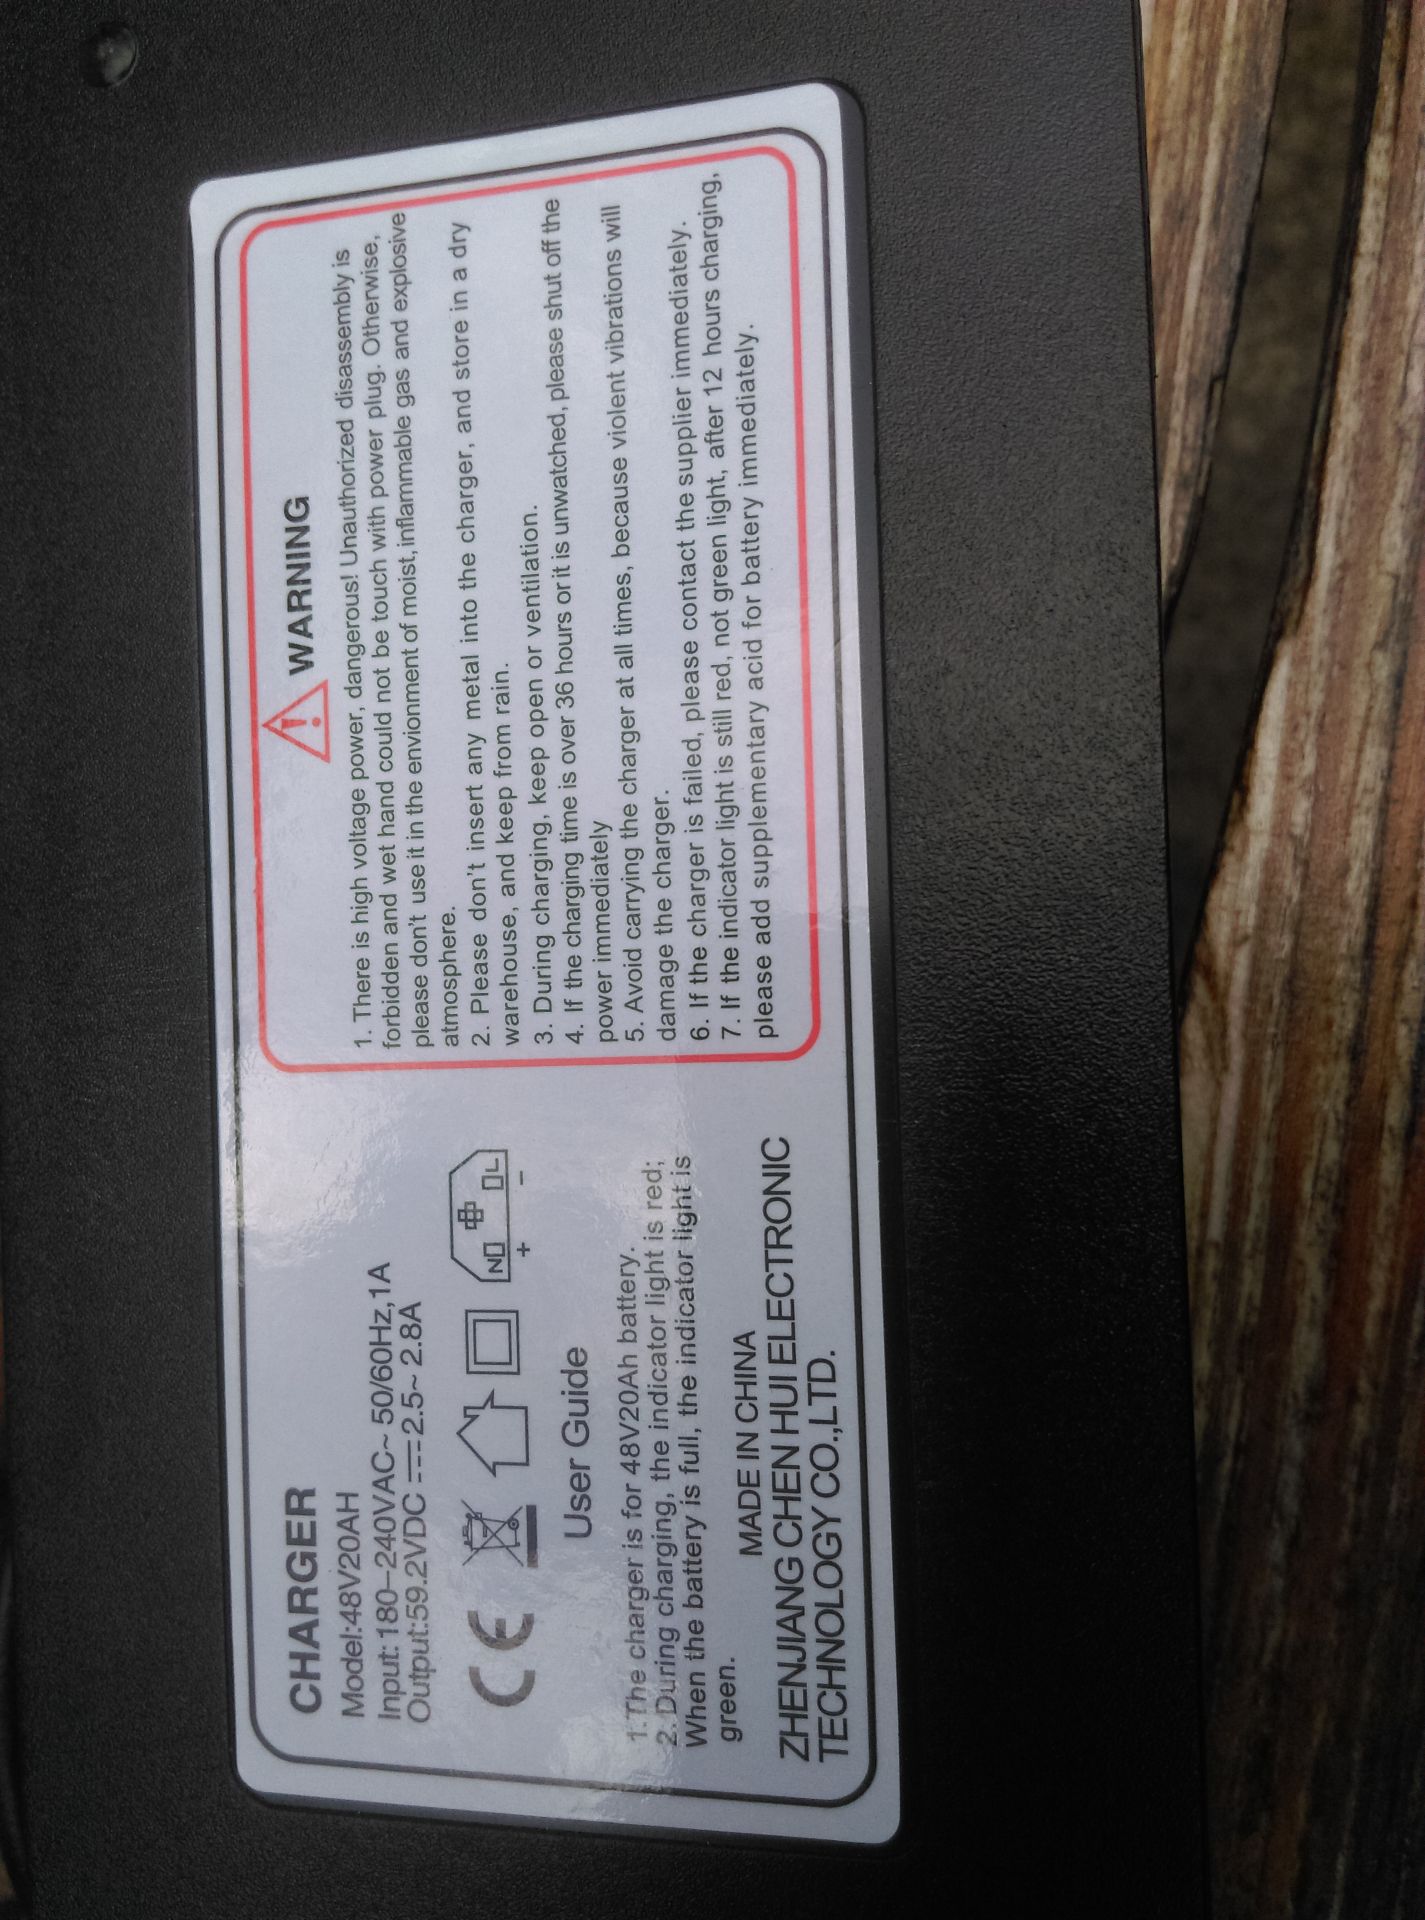 CHARGER
Model:48V20AH
Input:180–240VAC~ 50/60Hz,1A
Output:59.2VDC ⎓ 2.5~ 2.8A
CE
N L
+ −
User Guide
1.The charger is for 48V20Ah battery.
2. During charging, the indicator light is red;
When the battery is full, the indicator light is
green.
MADE IN CHINA
ZHENJIANG CHEN HUI ELECTRONIC
TECHNOLOGY CO.,LTD.
WARNING
1. There is high voltage power, dangerous! Unauthorized disassembly is
forbidden and wet hand could not be touch with power plug. Otherwise,
please don't use it in the envionment of moist, inflammable gas and explosive
atmosphere.
2. Please don't insert any metal into the charger, and store in a dry
warehouse, and keep from rain.
3. During charging, keep open or ventilation.
4. If the charging time is over 36 hours or it is unwatched, please shut off the
power immediately
5. Avoid carrying the charger at all times, because violent vibrations will
damage the charger.
6. If the charger is failed, please contact the supplier immediately.
7. If the indicator light is still red, not green light, after 12 hours charging,
please add supplementary acid for battery immediately.